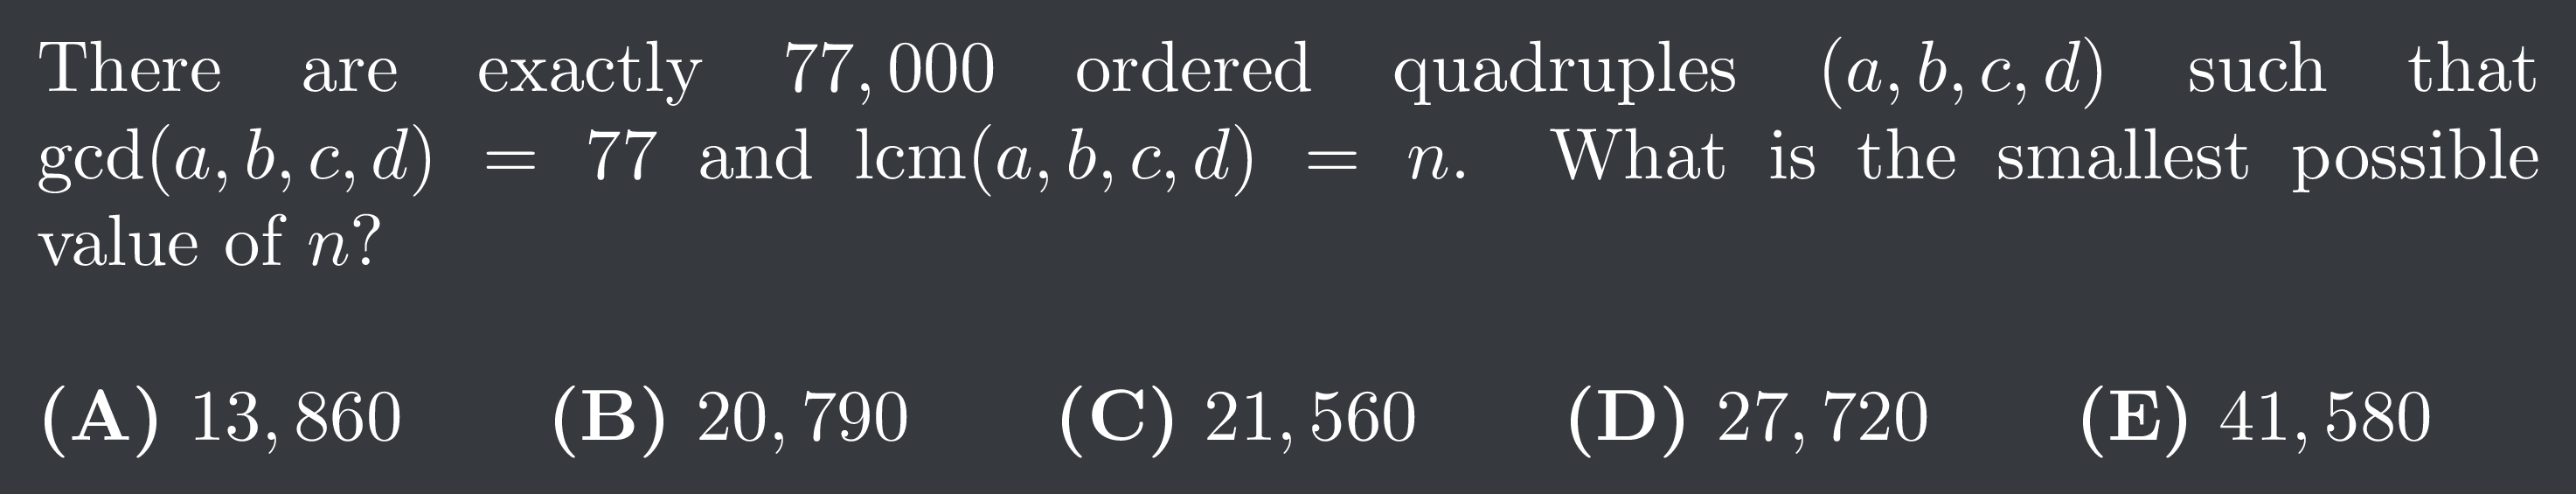 There are exactly 77,000 ordered quadruples (a, b, c, d) such that
gcd(a, b, c, d) = 77 and lcm(a, b, c, d) = n. What is the smallest possible
value of n?
(A) 13,860 (B) 20,790 (C) 21,560 (D) 27,720 (E) 41,580